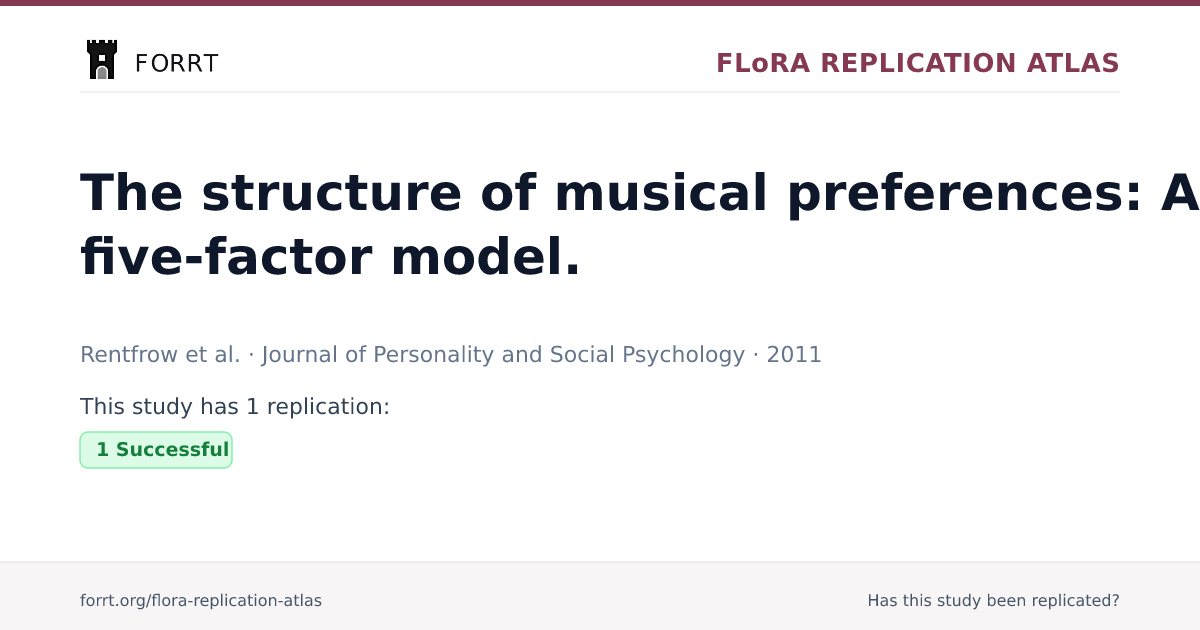 FORRT
FLoRA REPLICATION ATLAS
The structure of musical preferences: A
five-factor model.
Rentfrow et al. · Journal of Personality and Social Psychology · 2011
This study has 1 replication:
1 Successful
forrt.org/flora-replication-atlas
Has this study been replicated?